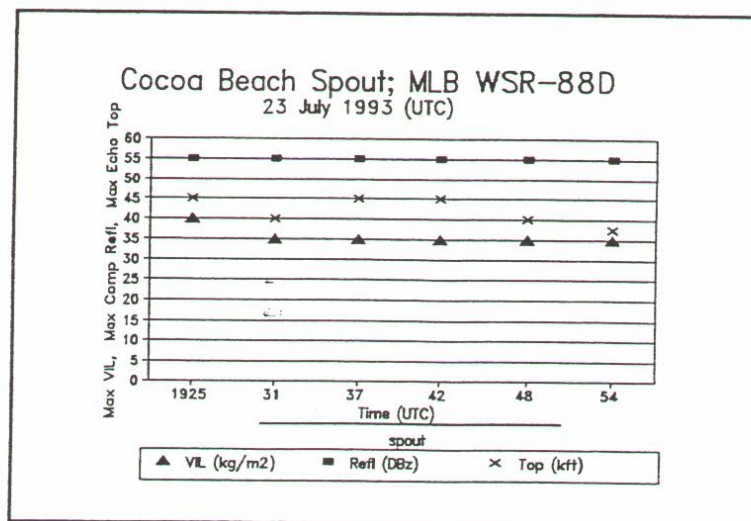 Cocoa Beach Spout; MLB WSR-88D
23 July 1993 (UTC)
Max VIL, Max Comp Refl, Max Echo Top
60
55
50
45
40
35
30
25
20
15
10
5
0
1925 31 37 42 48 54
Time (UTC)
spout
VIL (kg/m2) Refl (DBz) Top (kft)